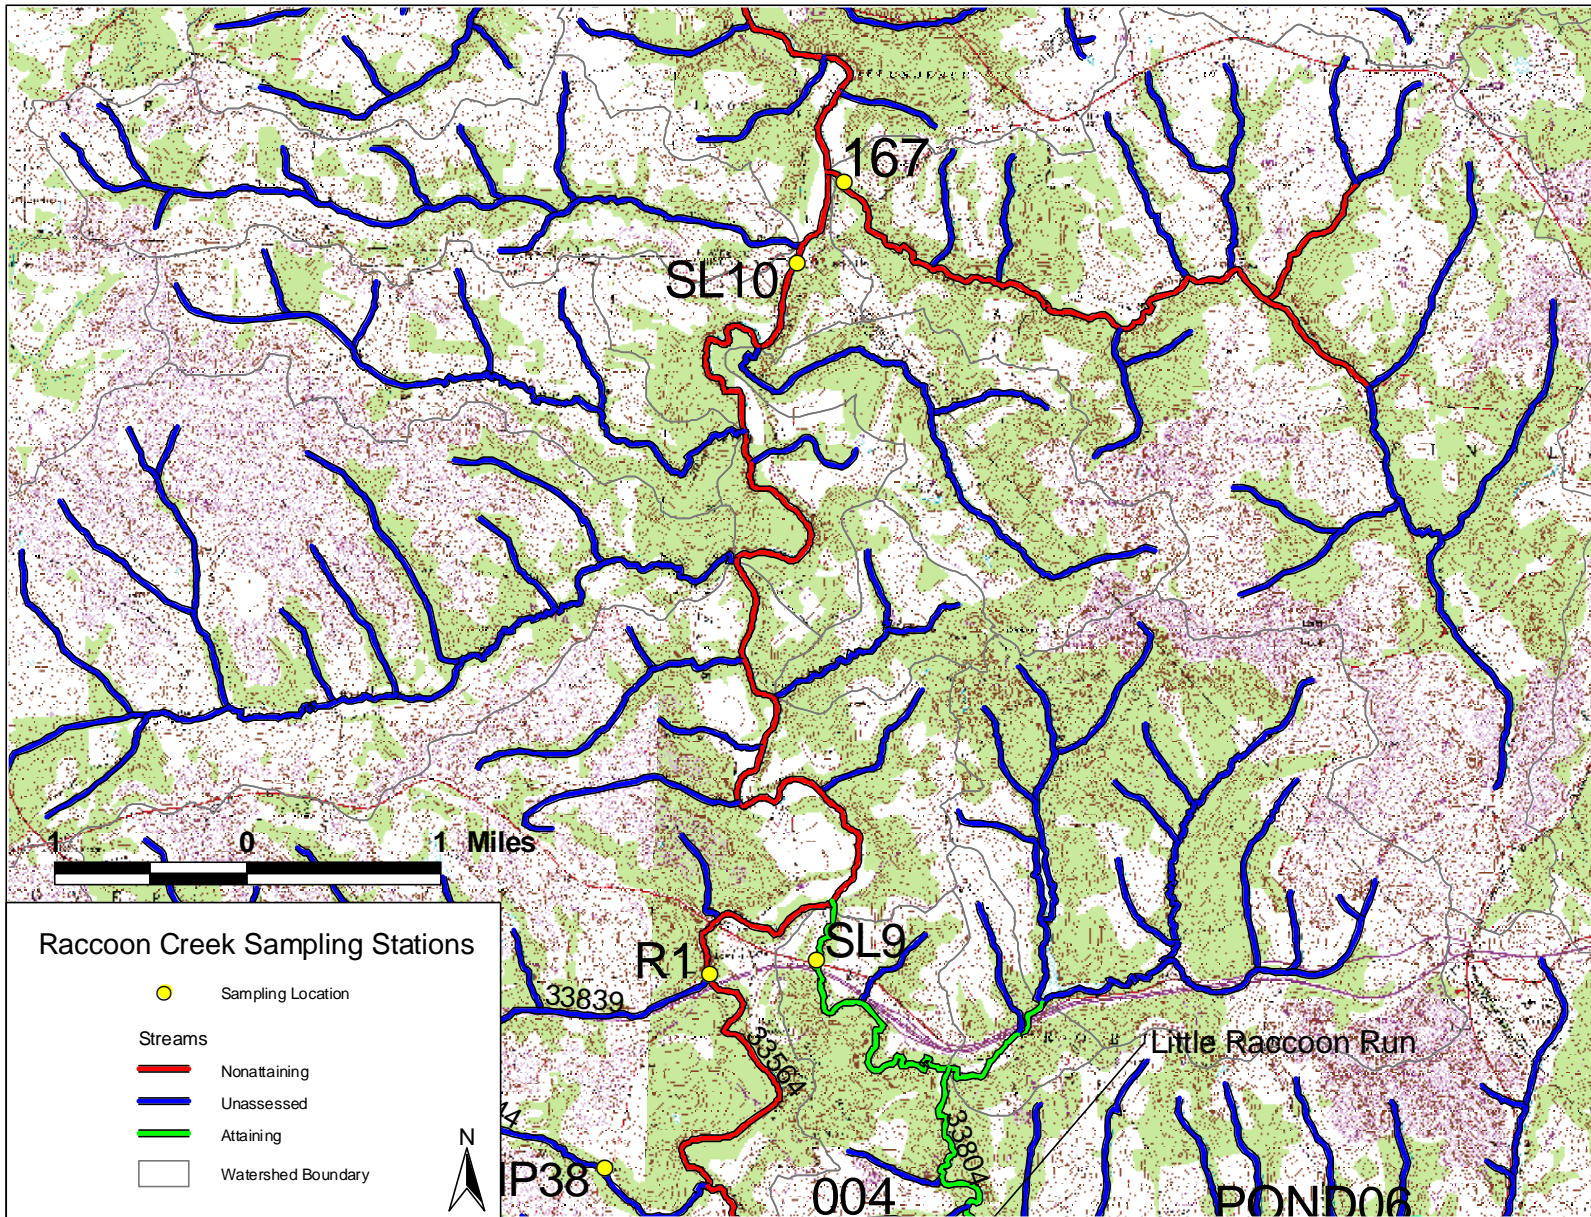 167
SL10
1 0 1 Miles
Raccoon Creek Sampling Stations
Sampling Location
Streams
Nonattaining
Unassessed
Attaining
Watershed Boundary
N
R1
SL9
33839
33564
Little Raccoon Run
33804
44
IP38
004
POND06